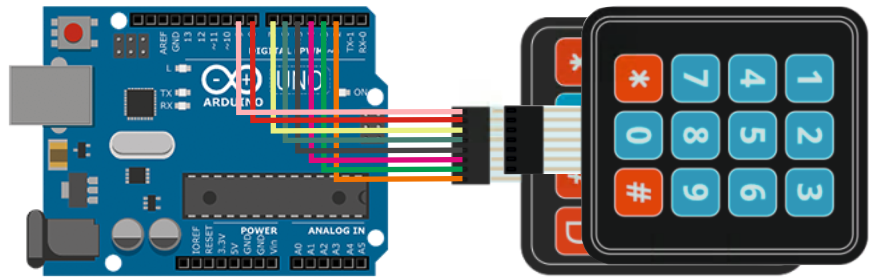 AREF
GND
13
12
~11
~10
TX-1
RX-0
DIGITAL (PWM ~)
L
TX
RX
UNO
ON
ARDUINO
POWER
ANALOG IN
IOREF
RESET
3.3V
5V
GND
GND
Vin
A0
A1
A2
A3
A4
A5
*
D
1
2
3
4
5
6
7
8
9
*
0
#